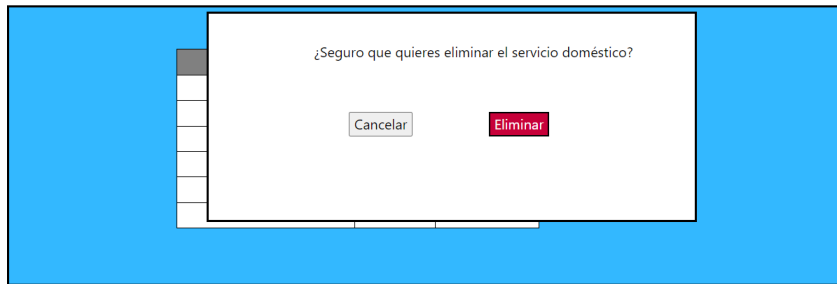 ¿Seguro que quieres eliminar el servicio doméstico?
Cancelar Eliminar